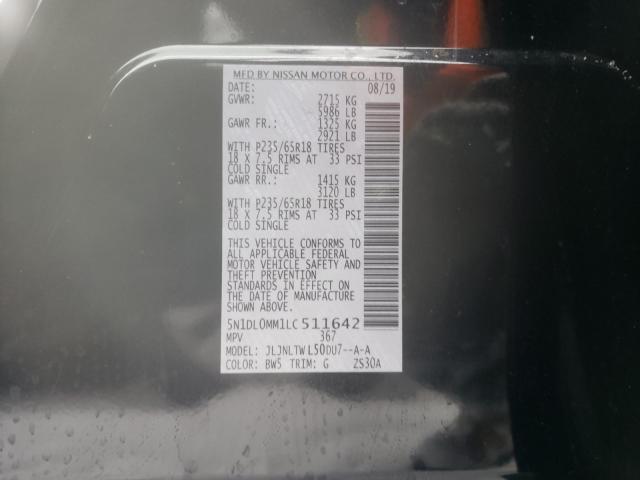 MFD BY NISSAN MOTOR CO., LTD.
DATE: 08/19
GVWR: 2715 KG
5986 LB
GAWR FR.: 1325 KG
2921 LB
WITH P235/65R18 TIRES
18 X 7.5 RIMS AT 33 PSI
COLD SINGLE
GAWR RR.: 1415 KG
3120 LB
WITH P235/65R18 TIRES
18 X 7.5 RIMS AT 33 PSI
COLD SINGLE
THIS VEHICLE CONFORMS TO
ALL APPLICABLE FEDERAL
MOTOR VEHICLE SAFETY AND
THEFT PREVENTION
STANDARDS IN EFFECT ON
THE DATE OF MANUFACTURE
SHOWN ABOVE.
5N1DL0MM1LC511642
MPV 367
MODEL: JLJNLTWL50DU7--A-A
COLOR: BW5 TRIM: G ZS30A